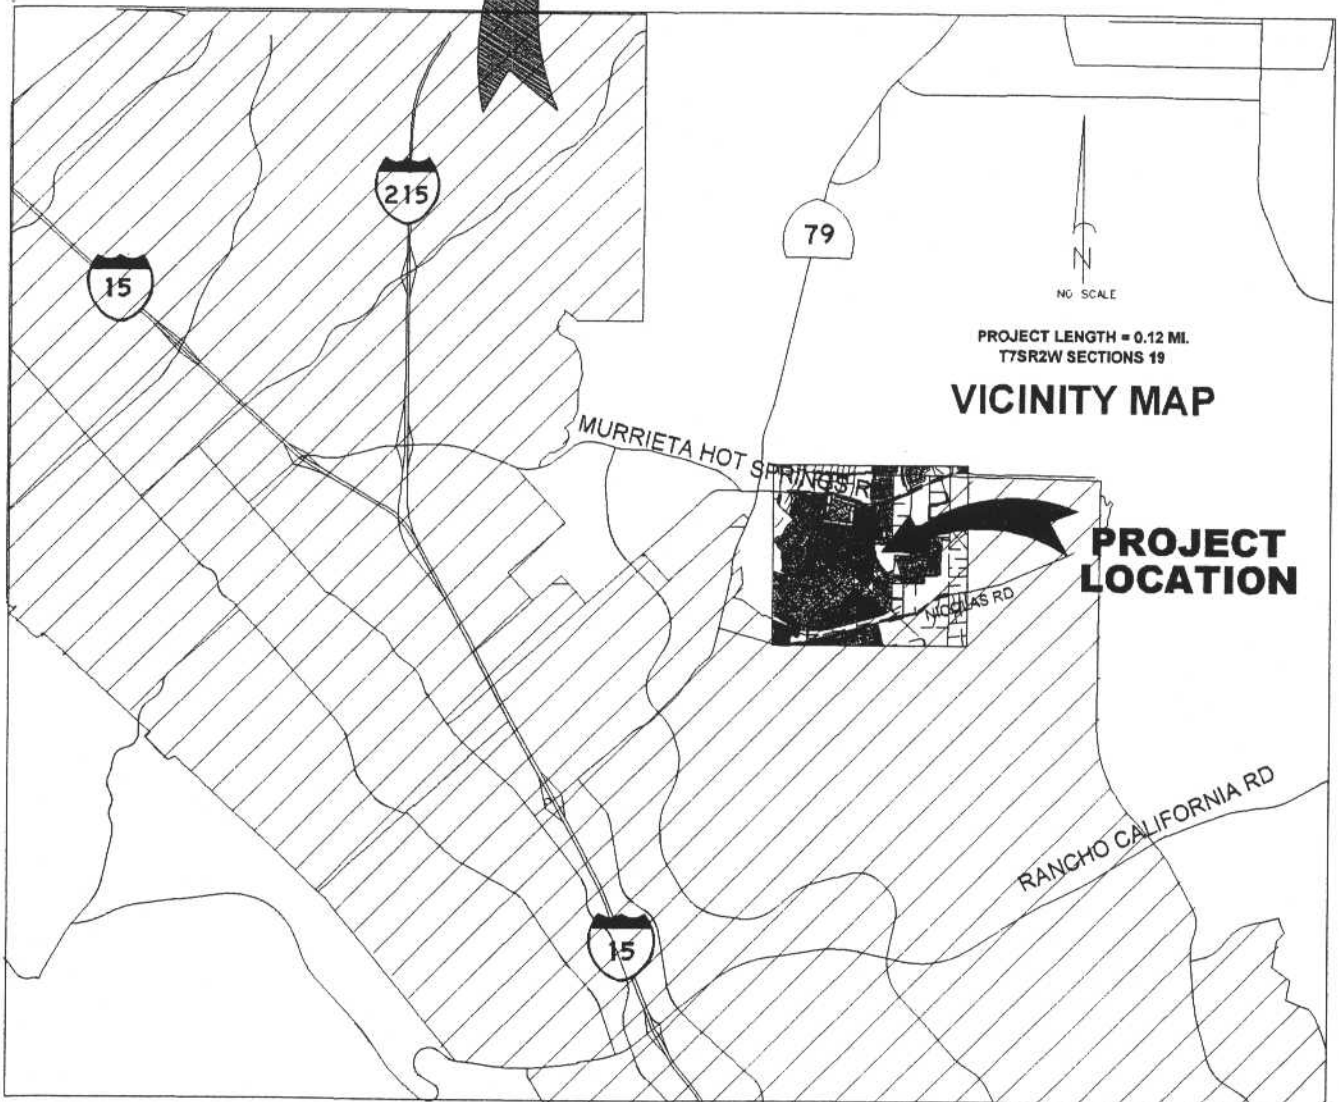 215
79
15
N
NO SCALE
PROJECT LENGTH = 0.12 MI.
T7SR2W SECTIONS 19
VICINITY MAP
MURRIETA HOT SPRINGS R
PROJECT
LOCATION
NICOLAS RD
RANCHO CALIFORNIA RD
15